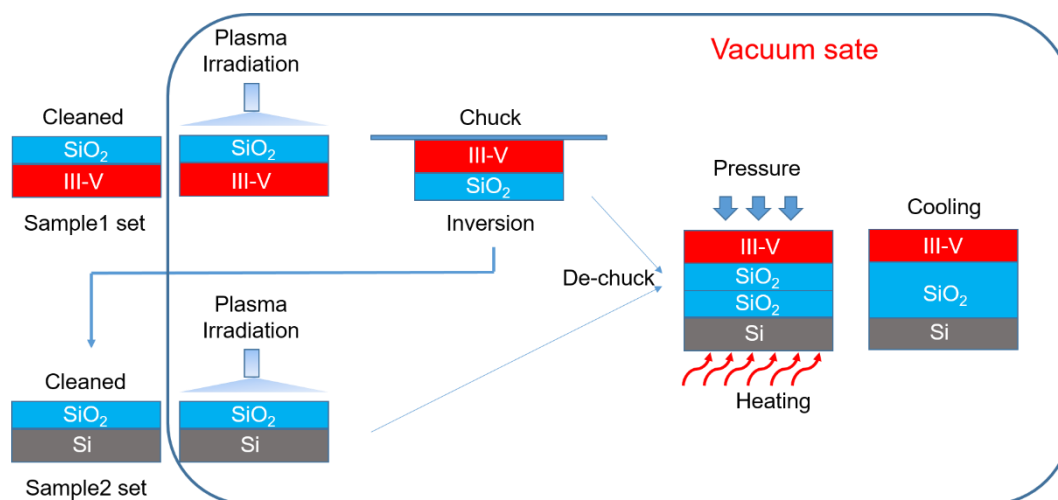 Vacuum sate
Plasma
Irradiation
Cleaned
SiO₂
III-V
Sample1 set
SiO₂
III-V
Chuck
III-V
SiO₂
Inversion
De-chuck
Pressure
III-V
SiO₂
SiO₂
Si
Heating
Cooling
III-V
SiO₂
Si
Plasma
Irradiation
Cleaned
SiO₂
Si
Sample2 set
SiO₂
Si